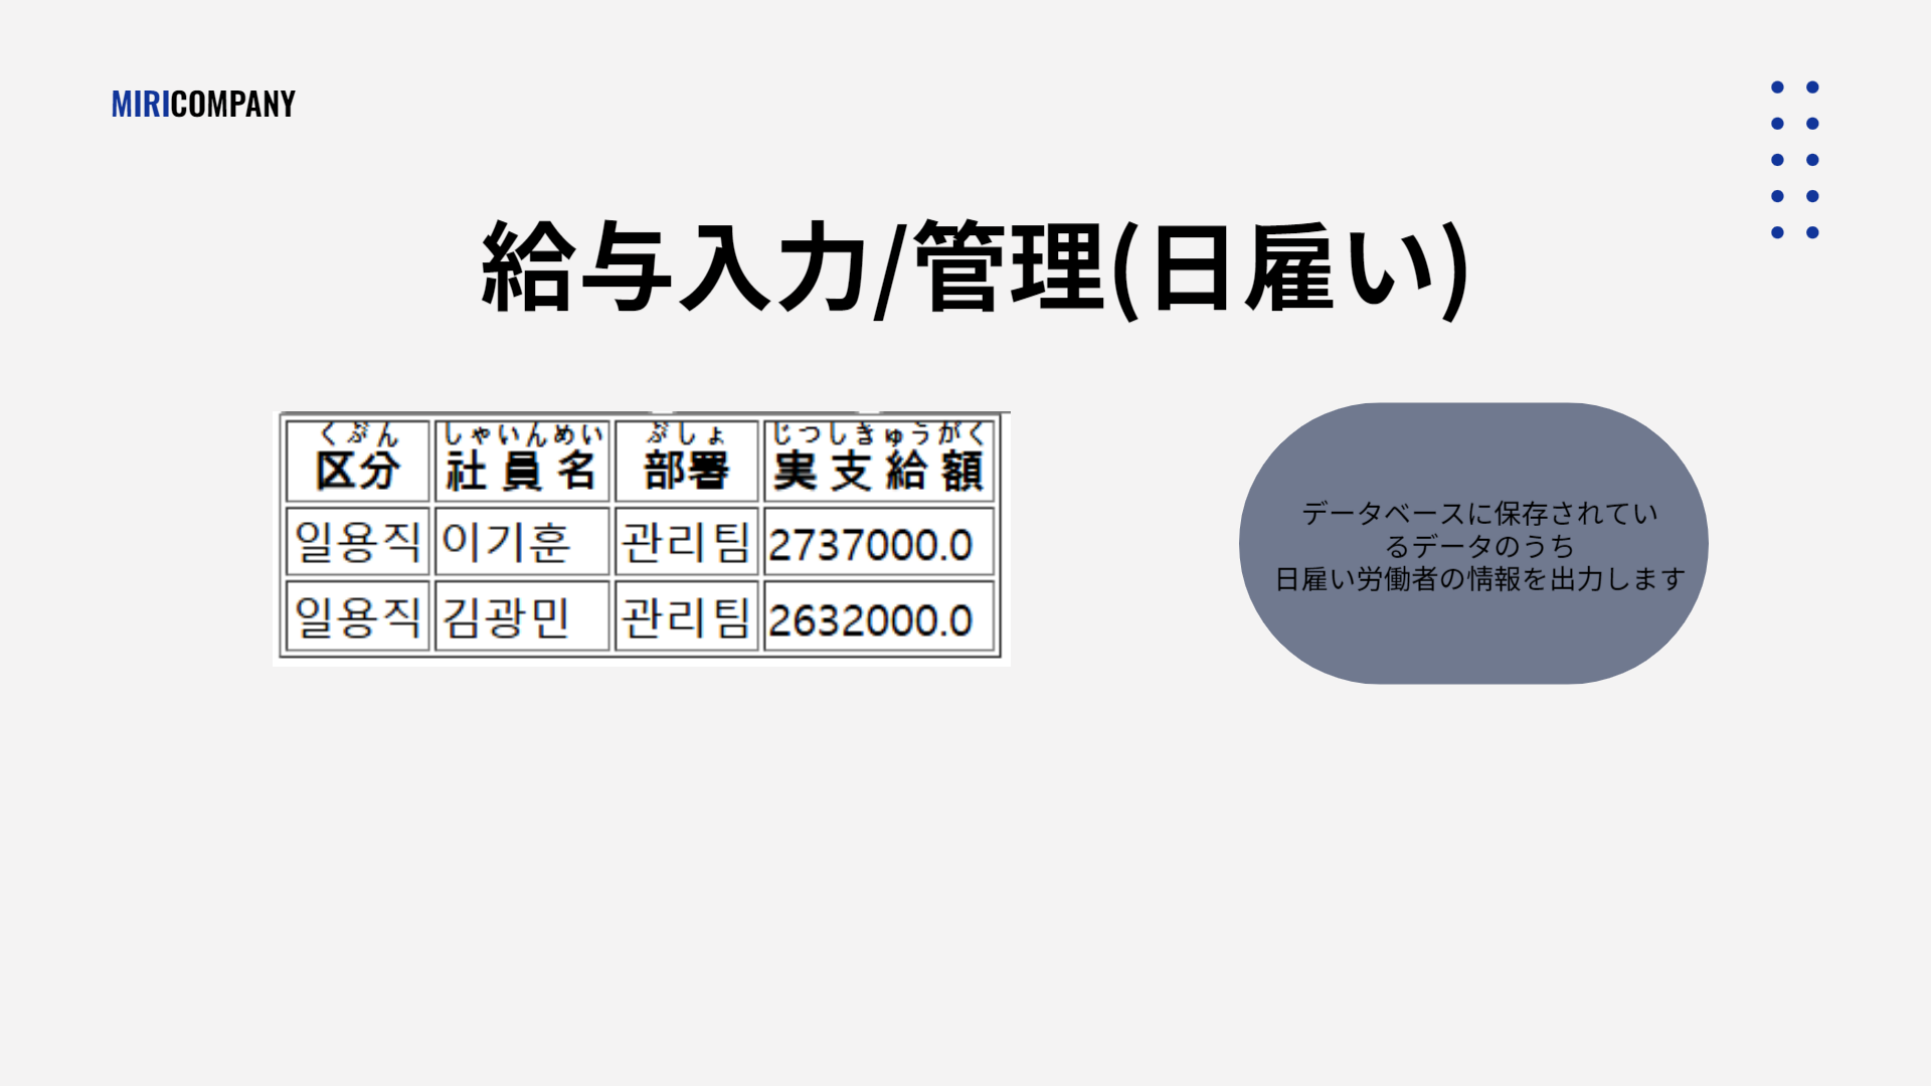 MIRICOMPANY
給与入力/管理(日雇い)
くぶん しゃいんめい ぶしょ じつしきゅうがく
区分 社員名 部署 実支給額
일용직 이기훈 관리팀 2737000.0
일용직 김광민 관리팀 2632000.0
データベースに保存されてい
るデータのうち
日雇い労働者の情報を出力します